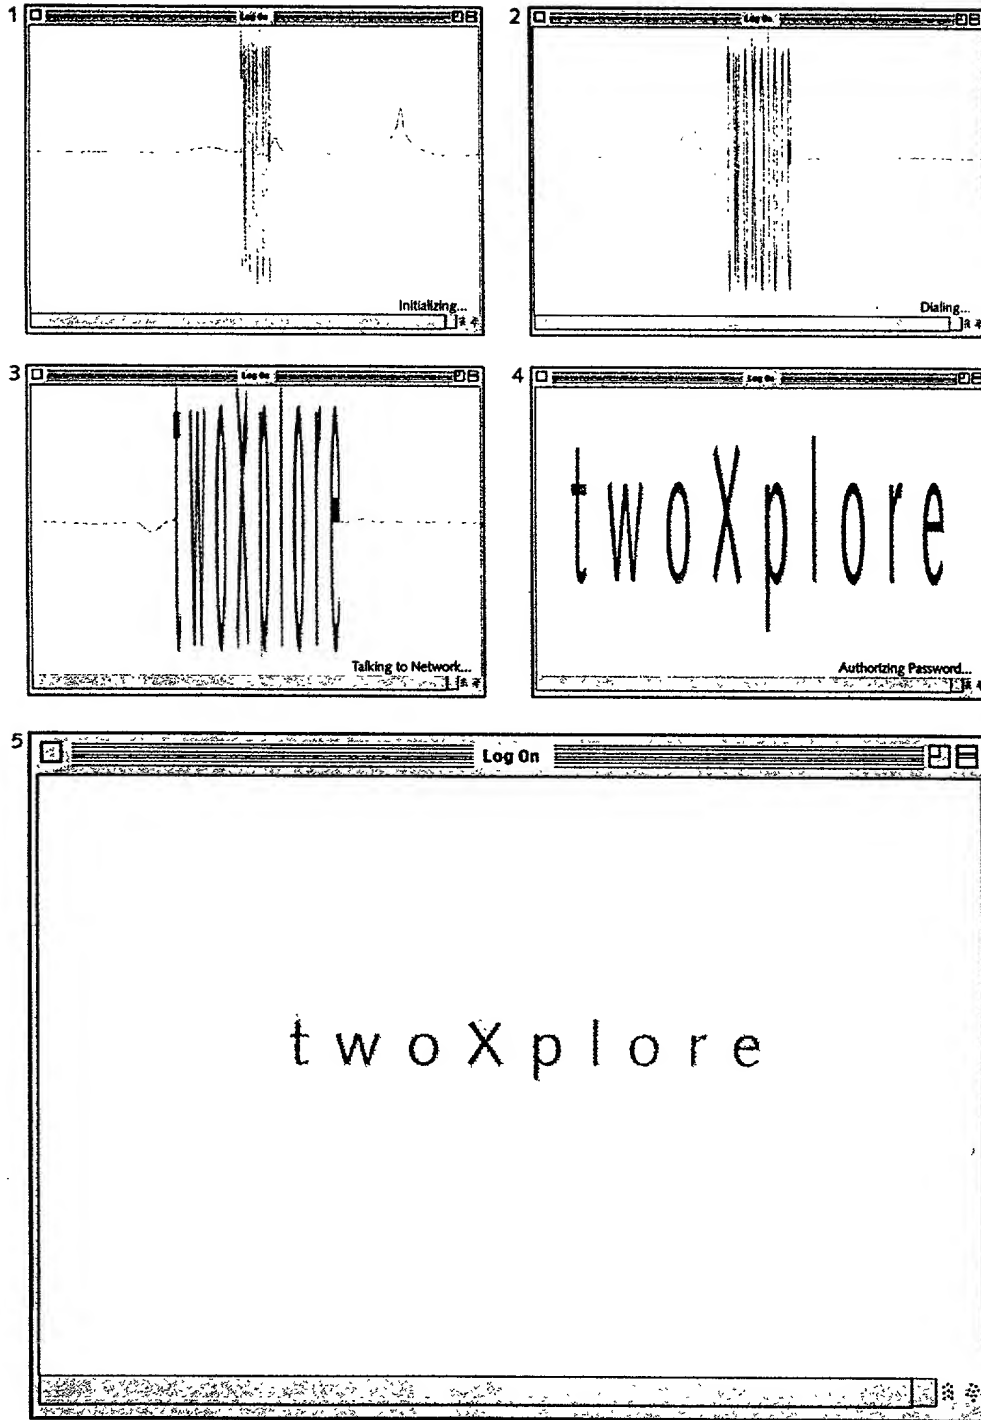 1
Log On
Initializing...
2
Log On
Dialing...
3
Log On
twoXplore
Talking to Network...
4
Log On
twoXplore
Authorizing Password...
5
Log On
twoXplore